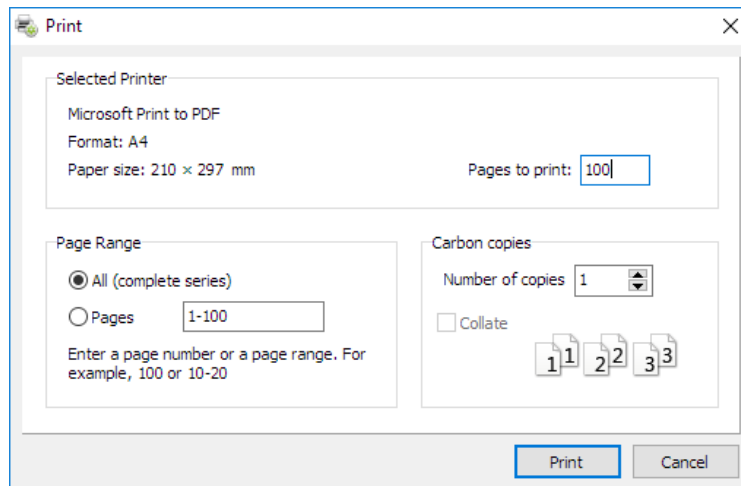 Print
Selected Printer
Microsoft Print to PDF
Format: A4
Paper size: 210 × 297 mm
Pages to print: 100
Page Range
All (complete series)
Pages 1-100
Enter a page number or a page range. For
example, 100 or 10-20
Carbon copies
Number of copies 1
Collate
1 1 2 2 3 3
Print Cancel